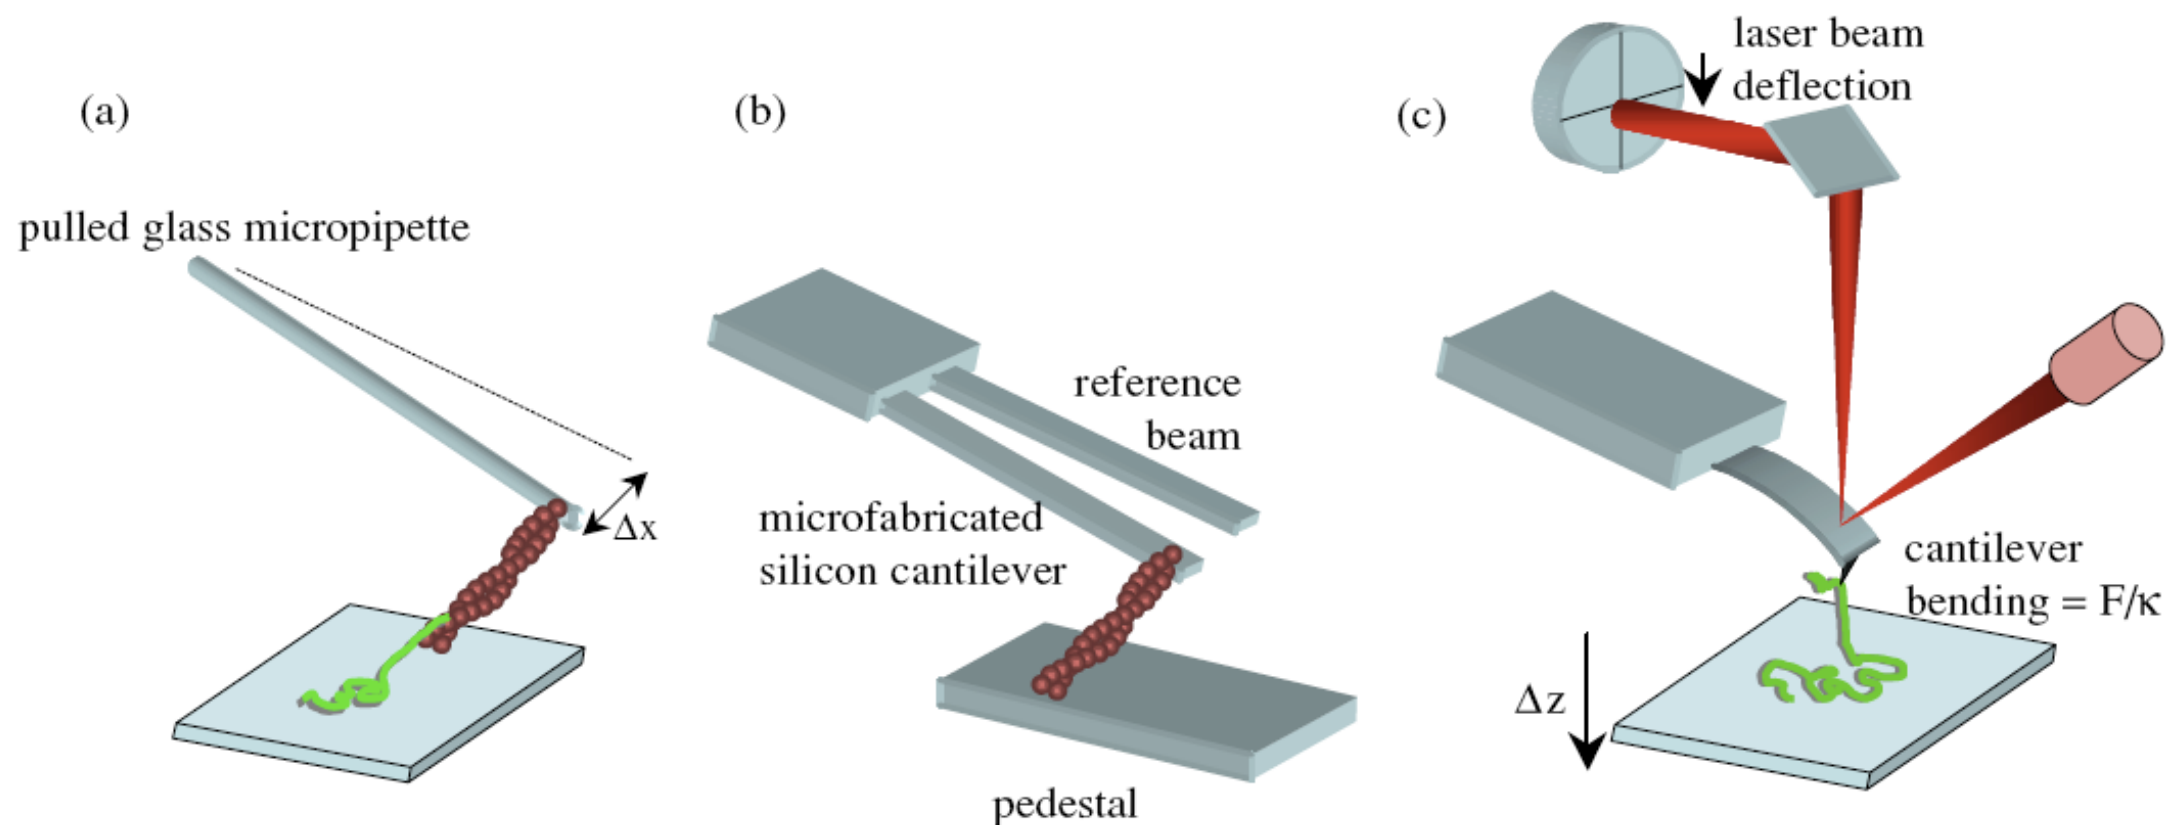 (a)
pulled glass micropipette
Δx
(b)
reference
beam
microfabricated
silicon cantilever
pedestal
(c)
laser beam
deflection
cantilever
bending = F/κ
Δz